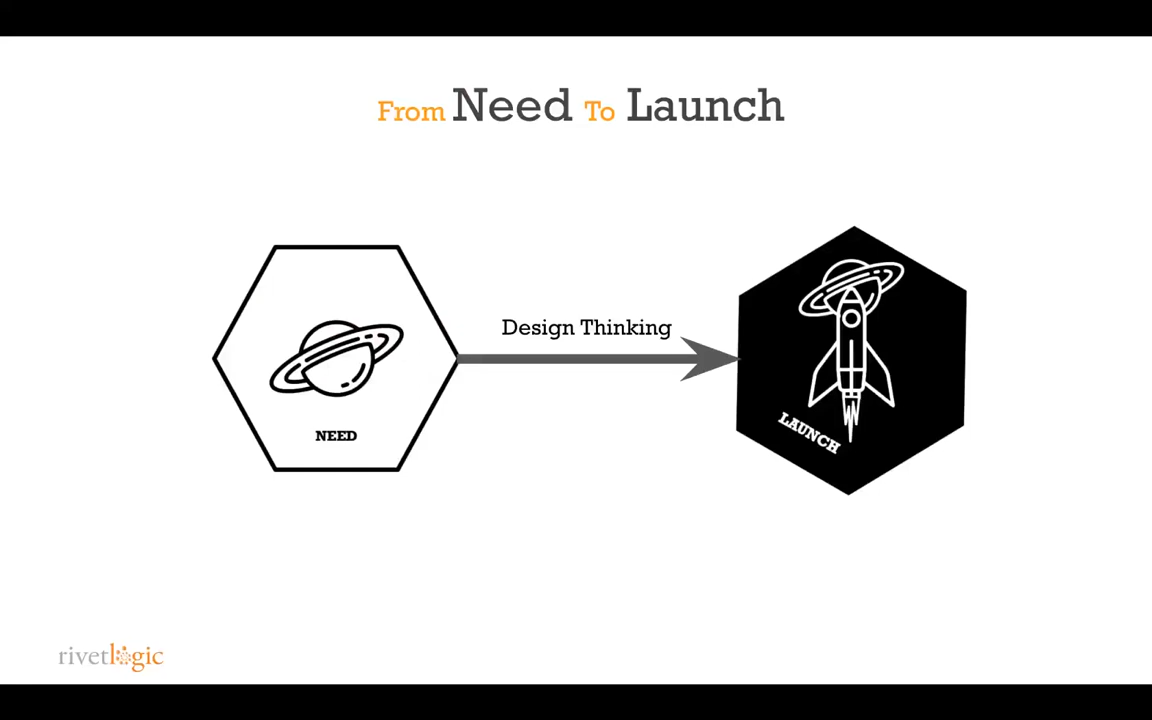 From Need To Launch
Design Thinking
NEED
LAUNCH
rivetlogic